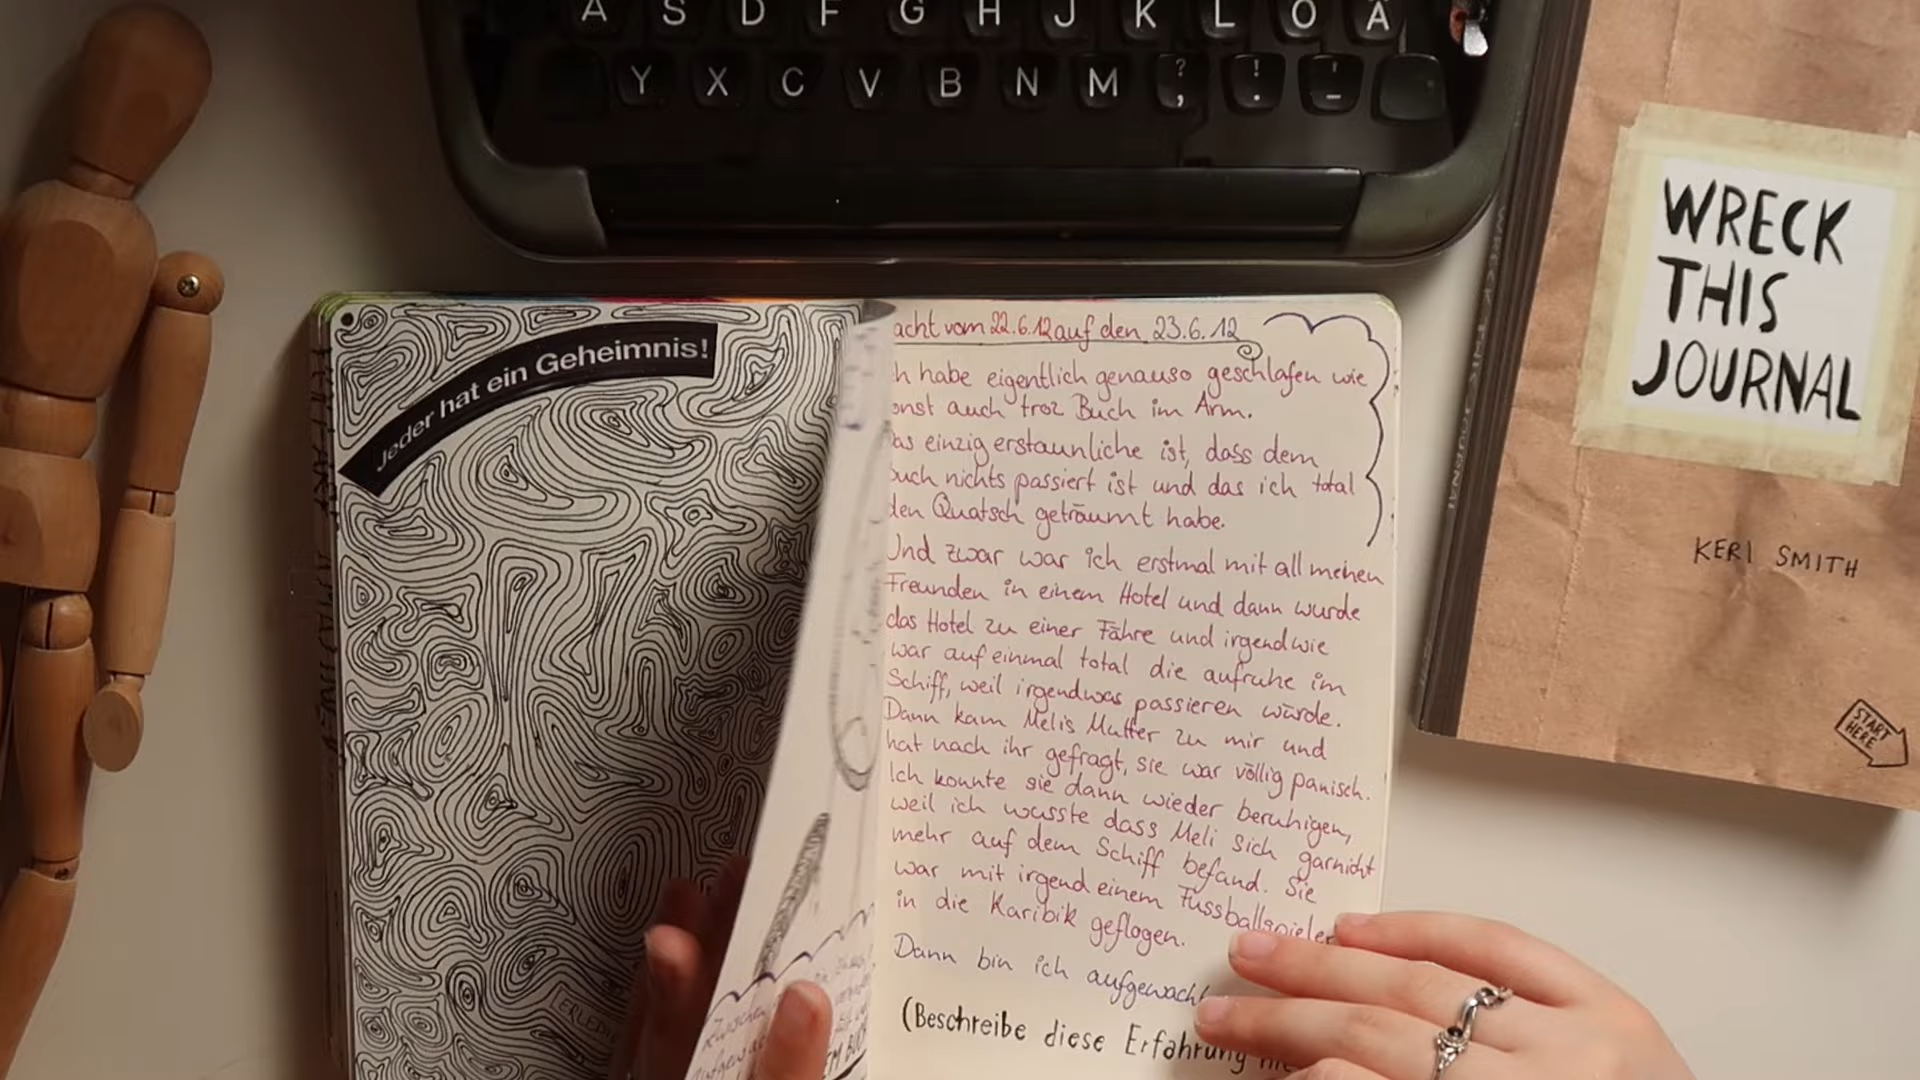 A S D F G H J K L Ö Ä
Y X C V B N M ? , ! . ' -
WRECK
THIS
JOURNAL
KERI SMITH
START
HERE
WRECK THIS JOURNAL
Jeder hat ein Geheimnis!
acht vom 22.6.12 auf den 23.6.12
ch habe eigentlich genauso geschlafen wie
onst auch troz Buch im Arm.
as einzig erstaunliche ist, dass dem
Buch nichts passiert ist und das ich total
den Quatsch geträumt habe.
Und zwar war ich erstmal mit all meinen
Freunden in einem Hotel und dann wurde
das Hotel zu einer Fähre und irgendwie
war auf einmal total die aufruhe im
Schiff, weil irgendwas passieren würde.
Dann kam Melis Mutter zu mir und
hat nach ihr gefragt, sie war völlig panisch.
Ich konnte sie dann wieder beruhigen,
weil ich wusste dass Meli sich garnicht
mehr auf dem Schiff befand. Sie
war mit irgend einem Fussballspieler
in die Karibik geflogen.
Dann bin ich aufgewacht
(Beschreibe diese Erfahrung